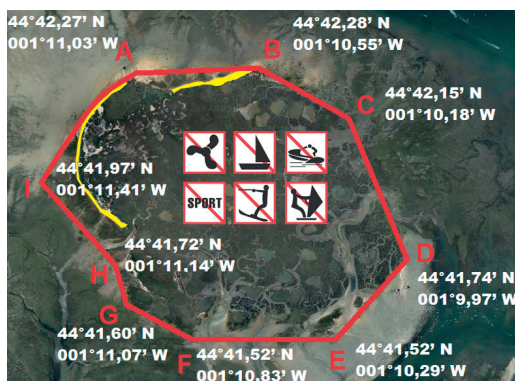 44°42,27’ N
001°11,03’ W
A
B
44°42,28’ N
001°10,55’ W
C
44°42,15’ N
001°10,18’ W
I
44°41,97’ N
001°11,41’ W
SPORT
44°41,72’ N
001°11,14’ W
H
D
44°41,74’ N
001°9,97’ W
G
44°41,60’ N
001°11,07’ W
F
44°41,52’ N
001°10,83’ W
E
44°41,52’ N
001°10,29’ W